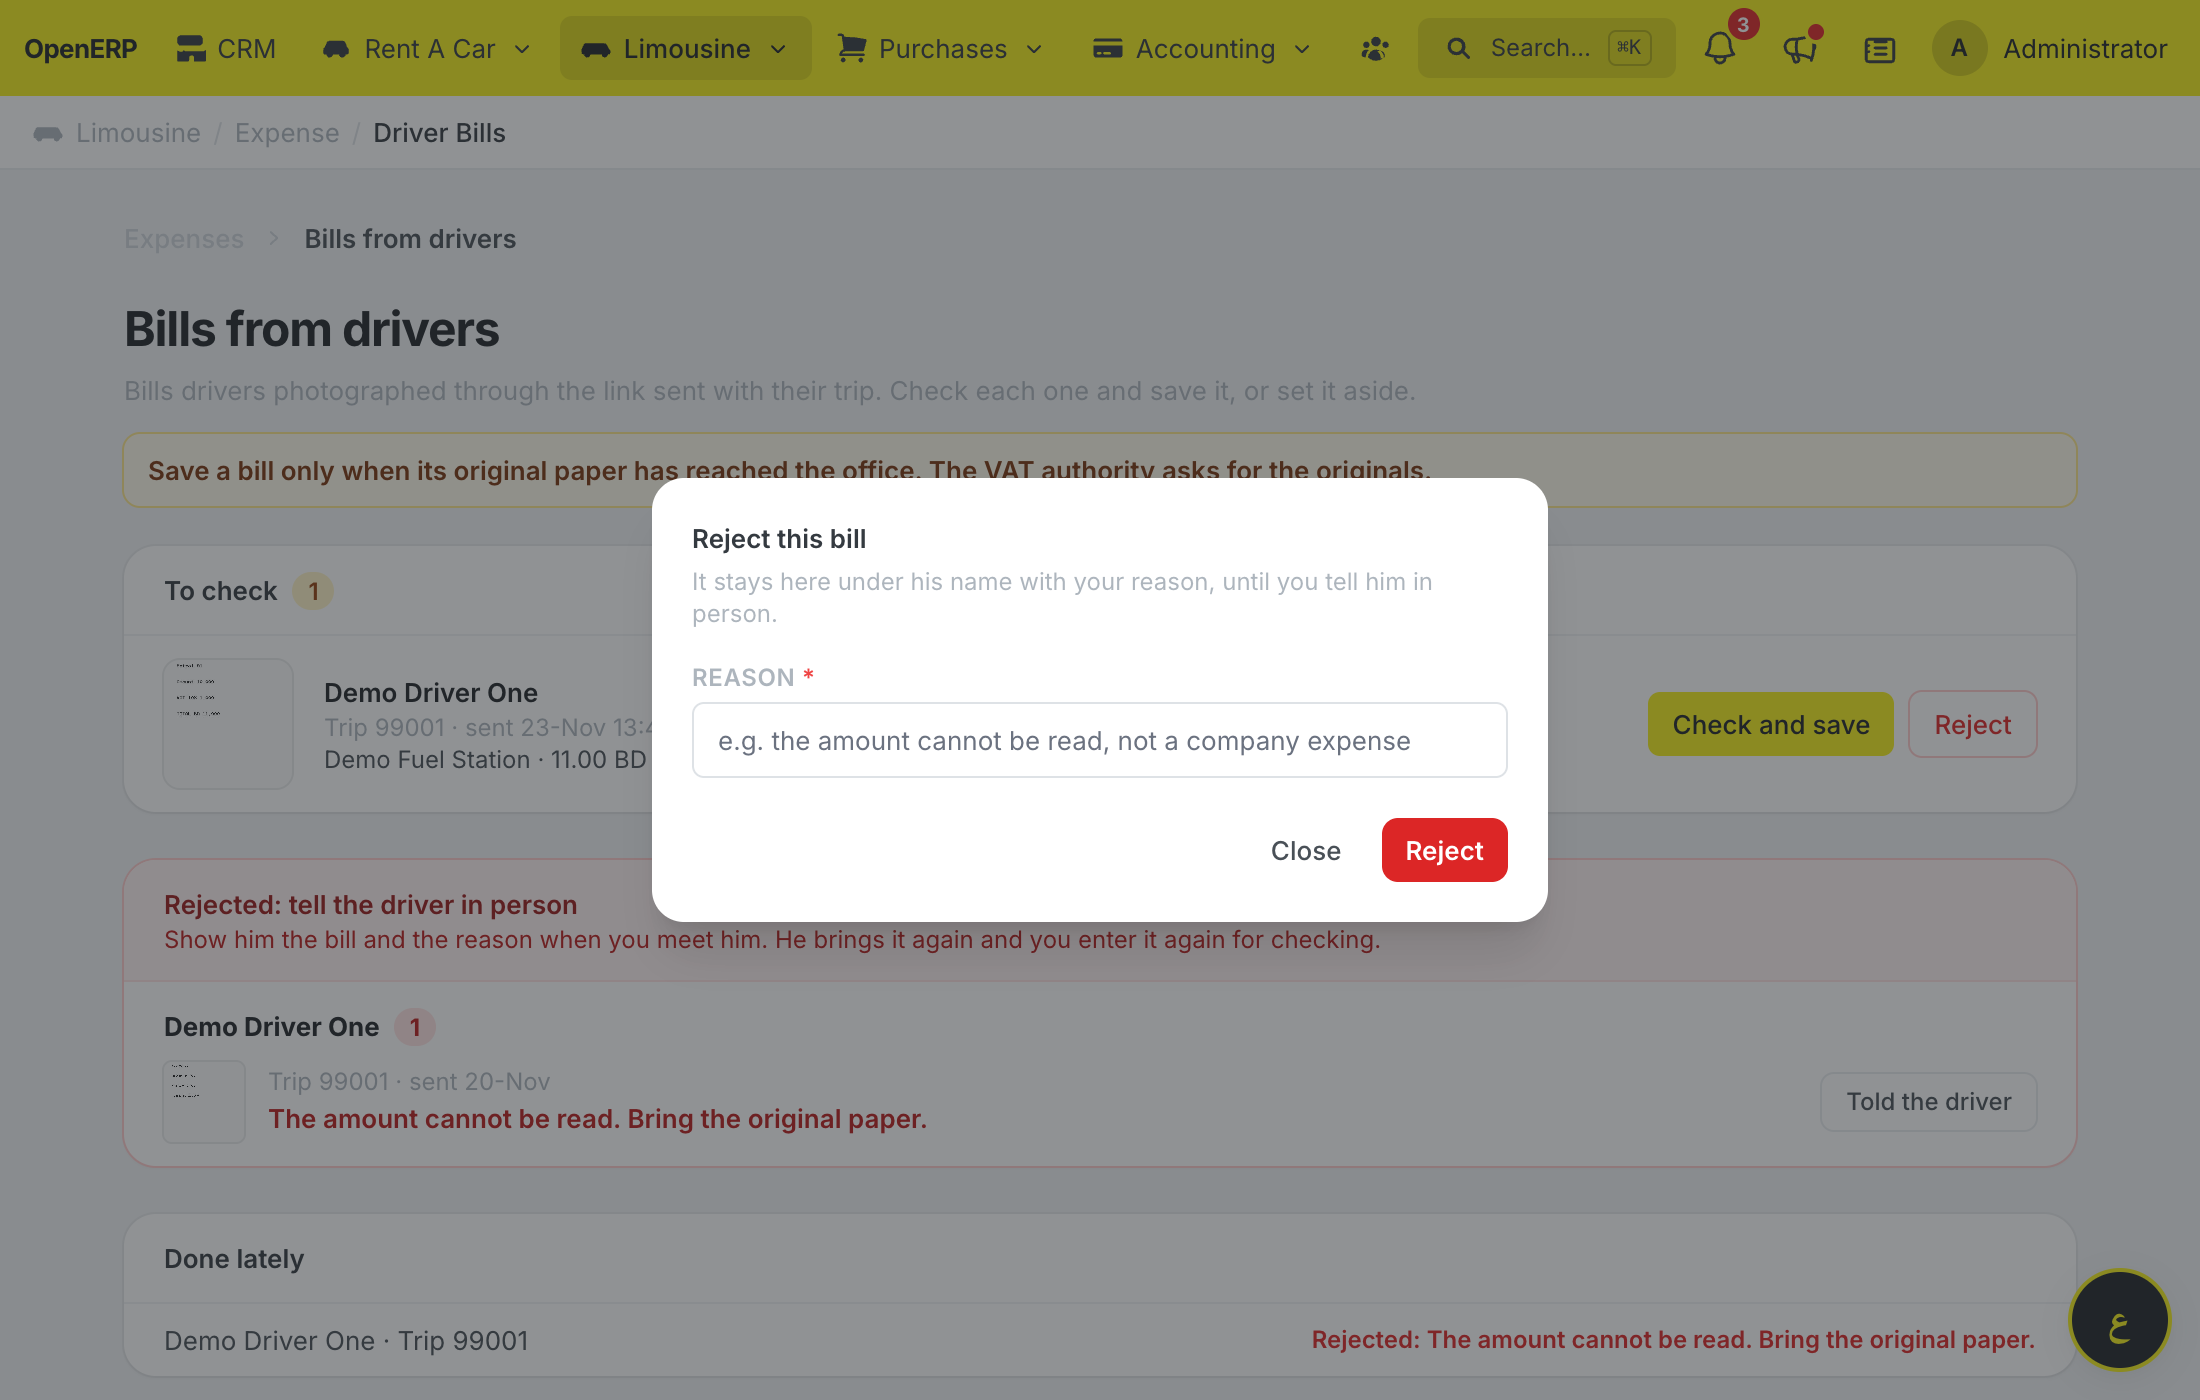 OpenERP CRM Rent A Car Limousine Purchases Accounting Search... ⌘K 3 A Administrator
Limousine / Expense / Driver Bills
Expenses > Bills from drivers
Bills from drivers
Bills drivers photographed through the link sent with their trip. Check each one and save it, or set it aside.
Save a bill only when its original paper has reached the office. The VAT authority asks for the originals.
To check 1
Demo Driver One
Trip 99001 · sent 23-Nov
Demo Fuel Station · 11.00 BD
Check and save Reject
Reject this bill
It stays here under his name with your reason, until you tell him in
person.
REASON *
e.g. the amount cannot be read, not a company expense
Close Reject
Rejected: tell the driver in person
Show him the bill and the reason when you meet him. He brings it again and you enter it again for checking.
Demo Driver One 1
Trip 99001 · sent 20-Nov
The amount cannot be read. Bring the original paper.
Told the driver
Done lately
Demo Driver One · Trip 99001
Rejected: The amount cannot be read. Bring the original paper.
ع